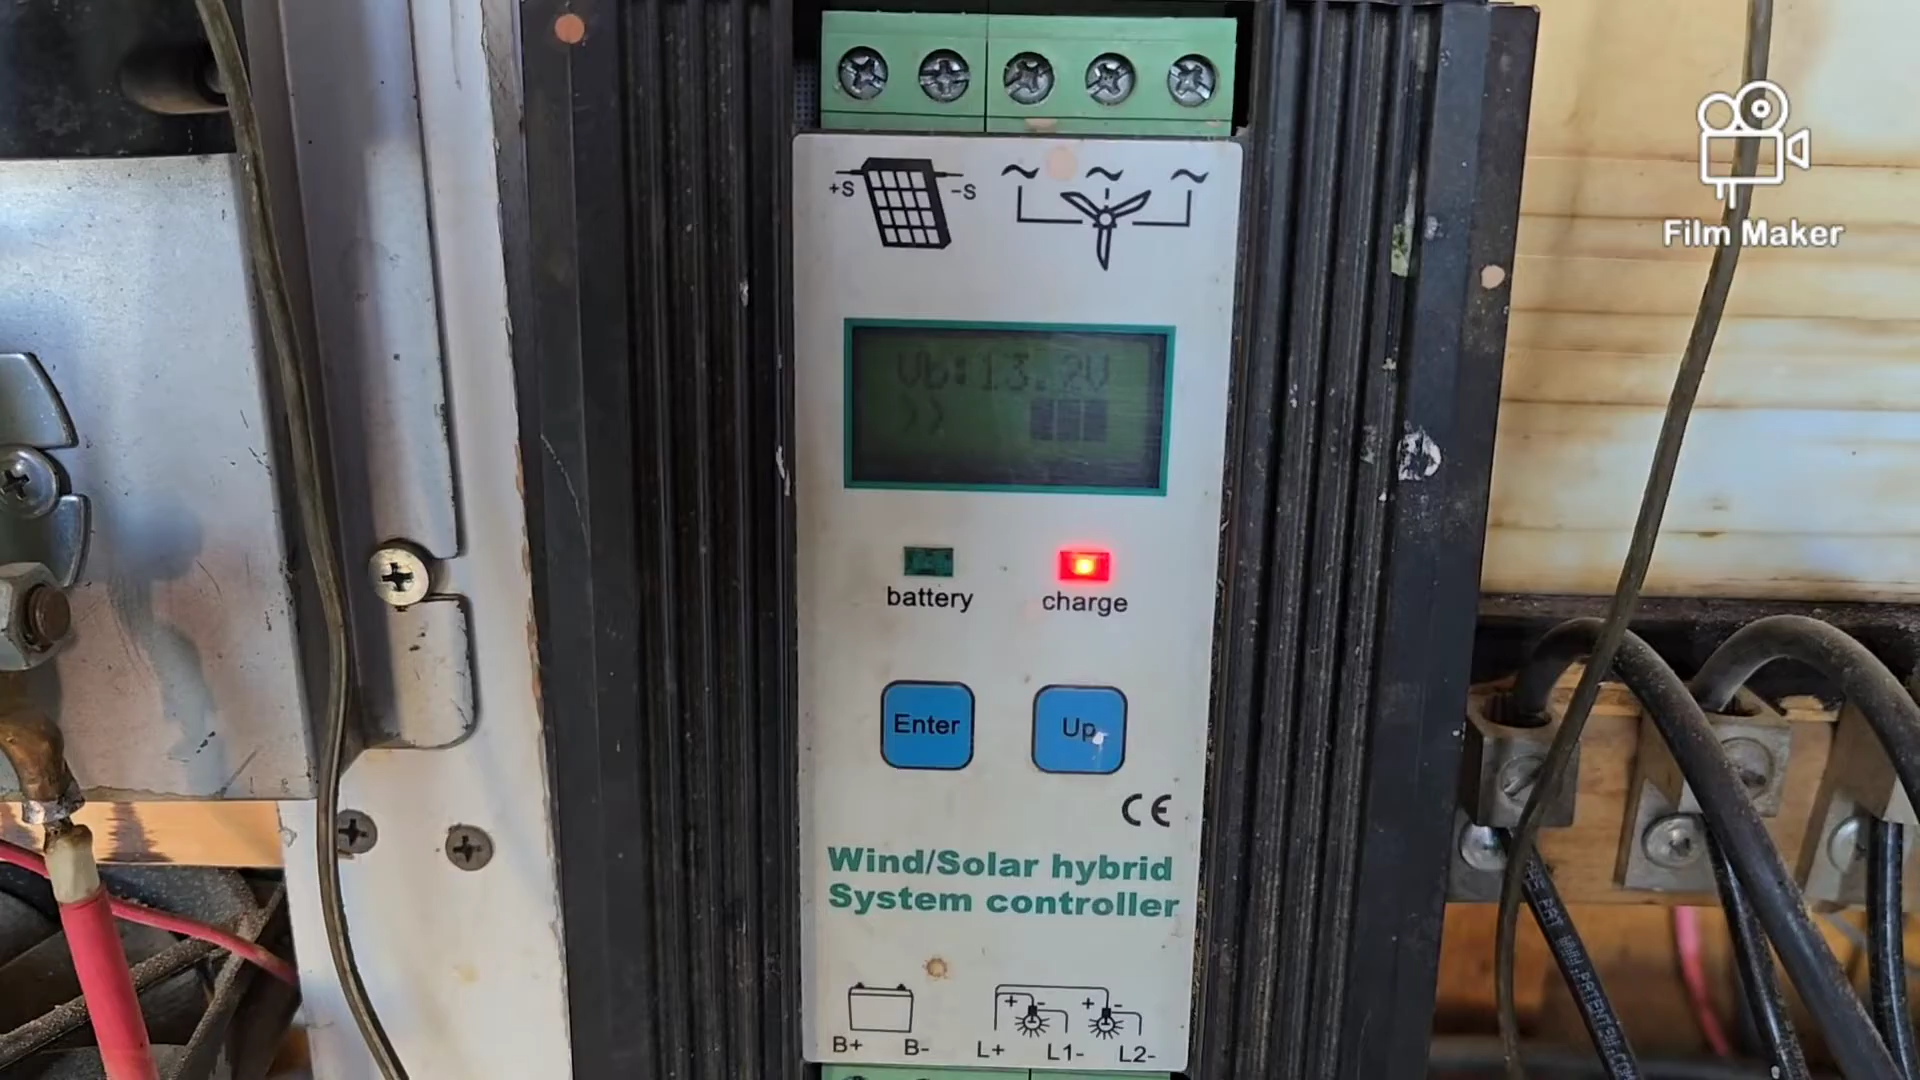 Film Maker
+S
-S
Vb:13.2V
>>
battery
charge
Enter
Up
CE
Wind/Solar hybrid
System controller
+ - + -
B+ B- L+ L1- L2-